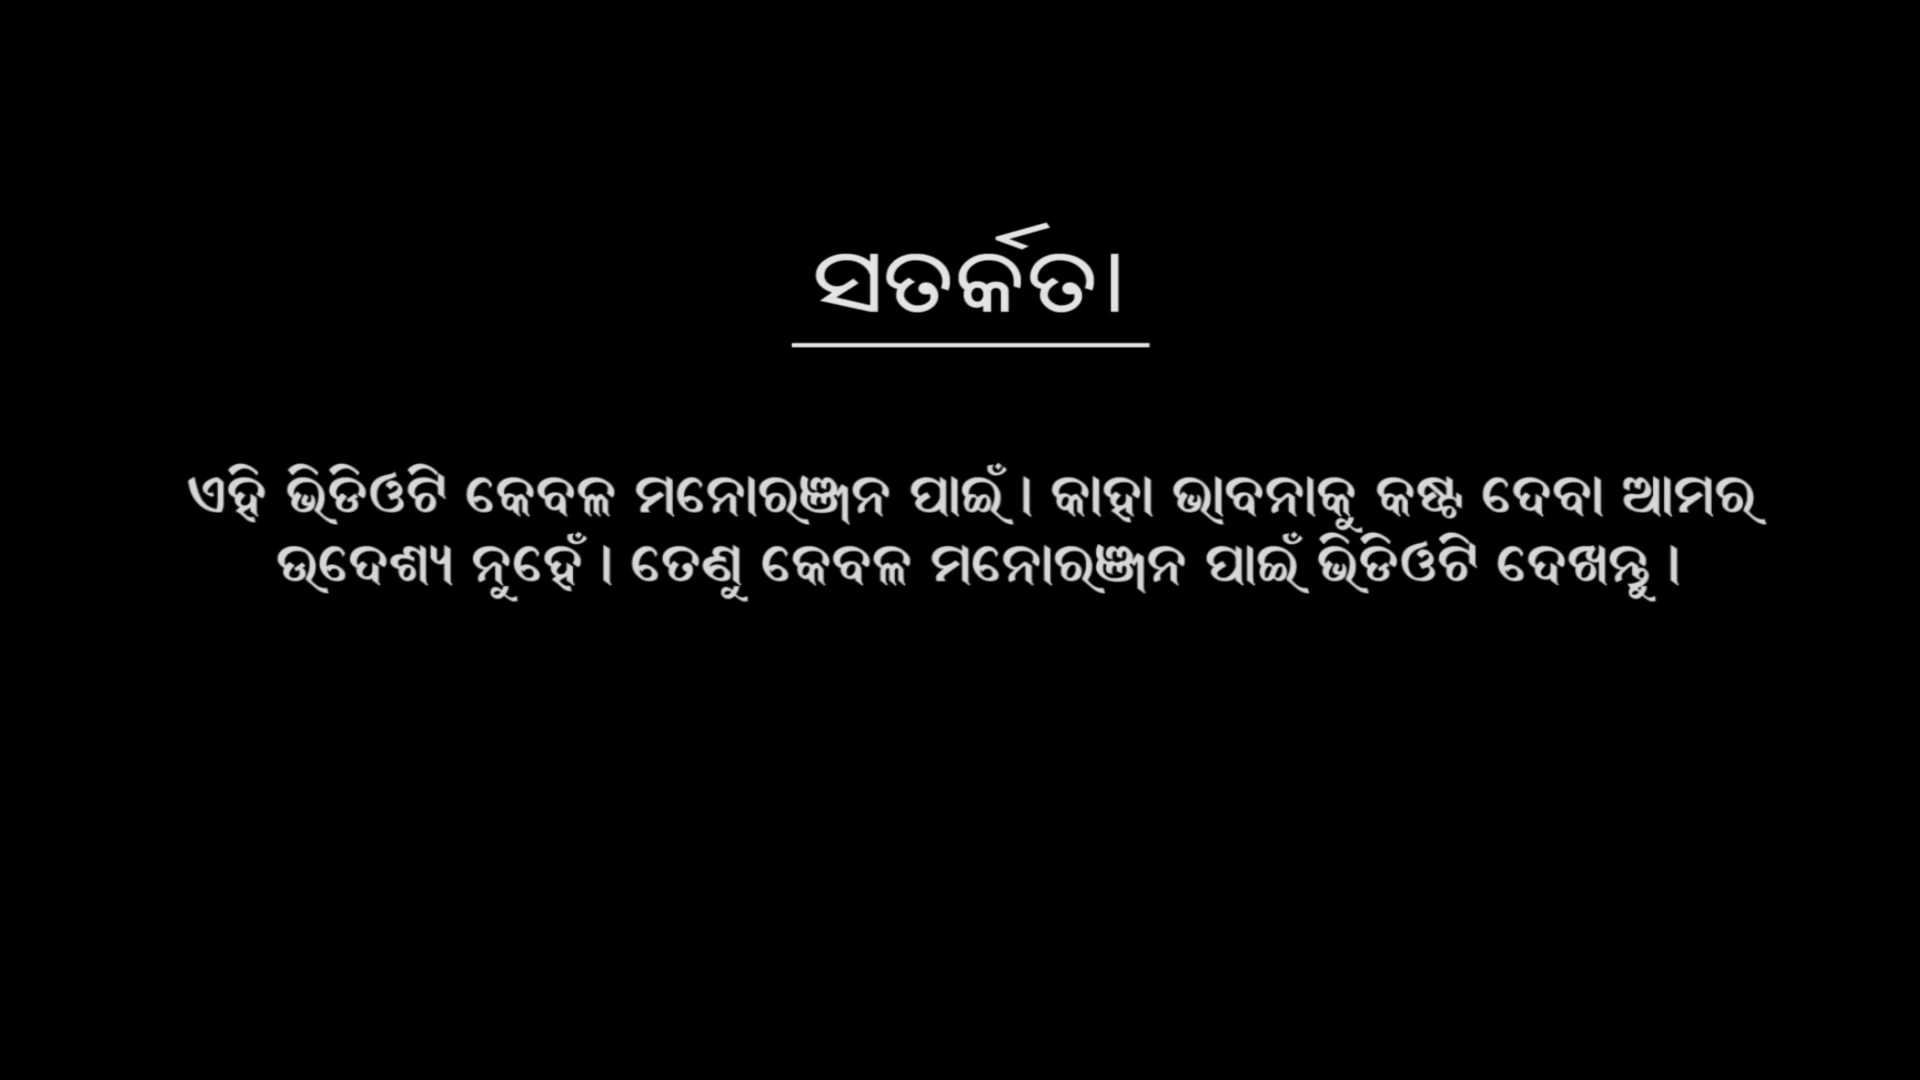 ସତର୍କତା
ଏହି ଭିଡିଓଟି କେବଳ ମନୋରଞ୍ଜନ ପାଇଁ । କାହା ଭାବନାକୁ କଷ୍ଟ ଦେବା ଆମର
ଉଦେଶ୍ୟ ନୁହେଁ । ତେଣୁ କେବଳ ମନୋରଞ୍ଜନ ପାଇଁ ଭିଡିଓଟି ଦେଖନ୍ତୁ ।